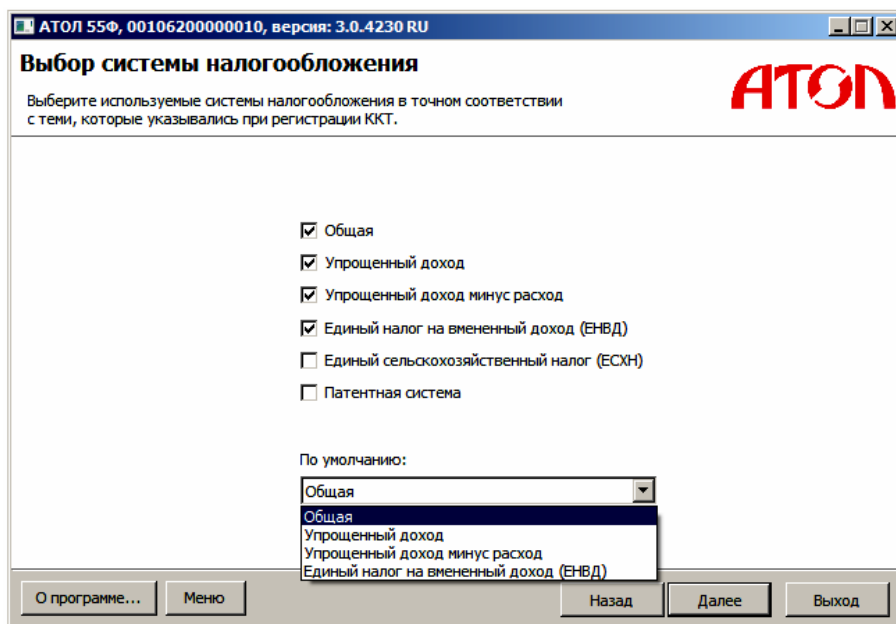 АТОЛ 55Ф, 00106200000010, версия: 3.0.4230 RU
Выбор системы налогообложения
Выберите используемые системы налогообложения в точном соответствии
с теми, которые указывались при регистрации ККТ.
АТОЛ
Общая
Упрощенный доход
Упрощенный доход минус расход
Единый налог на вмененный доход (ЕНВД)
Единый сельскохозяйственный налог (ЕСХН)
Патентная система
По умолчанию:
Общая
Общая
Упрощенный доход
Упрощенный доход минус расход
Единый налог на вмененный доход (ЕНВД)
О программе... Меню Назад Далее Выход